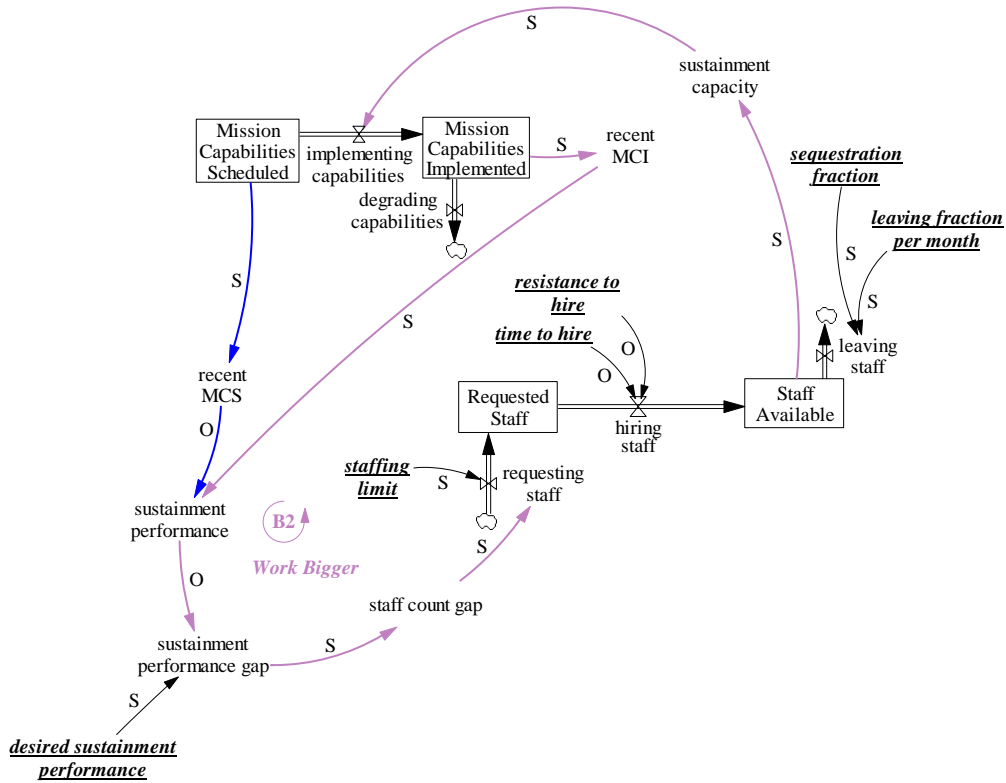 S
sustainment
capacity
Mission
Capabilities
Scheduled
implementing
capabilities
Mission
Capabilities
Implemented
S
recent
MCI
degrading
capabilities
sequestration
fraction
leaving fraction
per month
S
S
S
S
S
leaving
staff
resistance to
hire
time to hire
O
O
recent
MCS
O
Requested
Staff
hiring
staff
Staff
Available
staffing
limit
S
requesting
staff
sustainment
performance
B2
Work Bigger
S
O
staff count gap
sustainment
performance gap
S
S
desired sustainment
performance